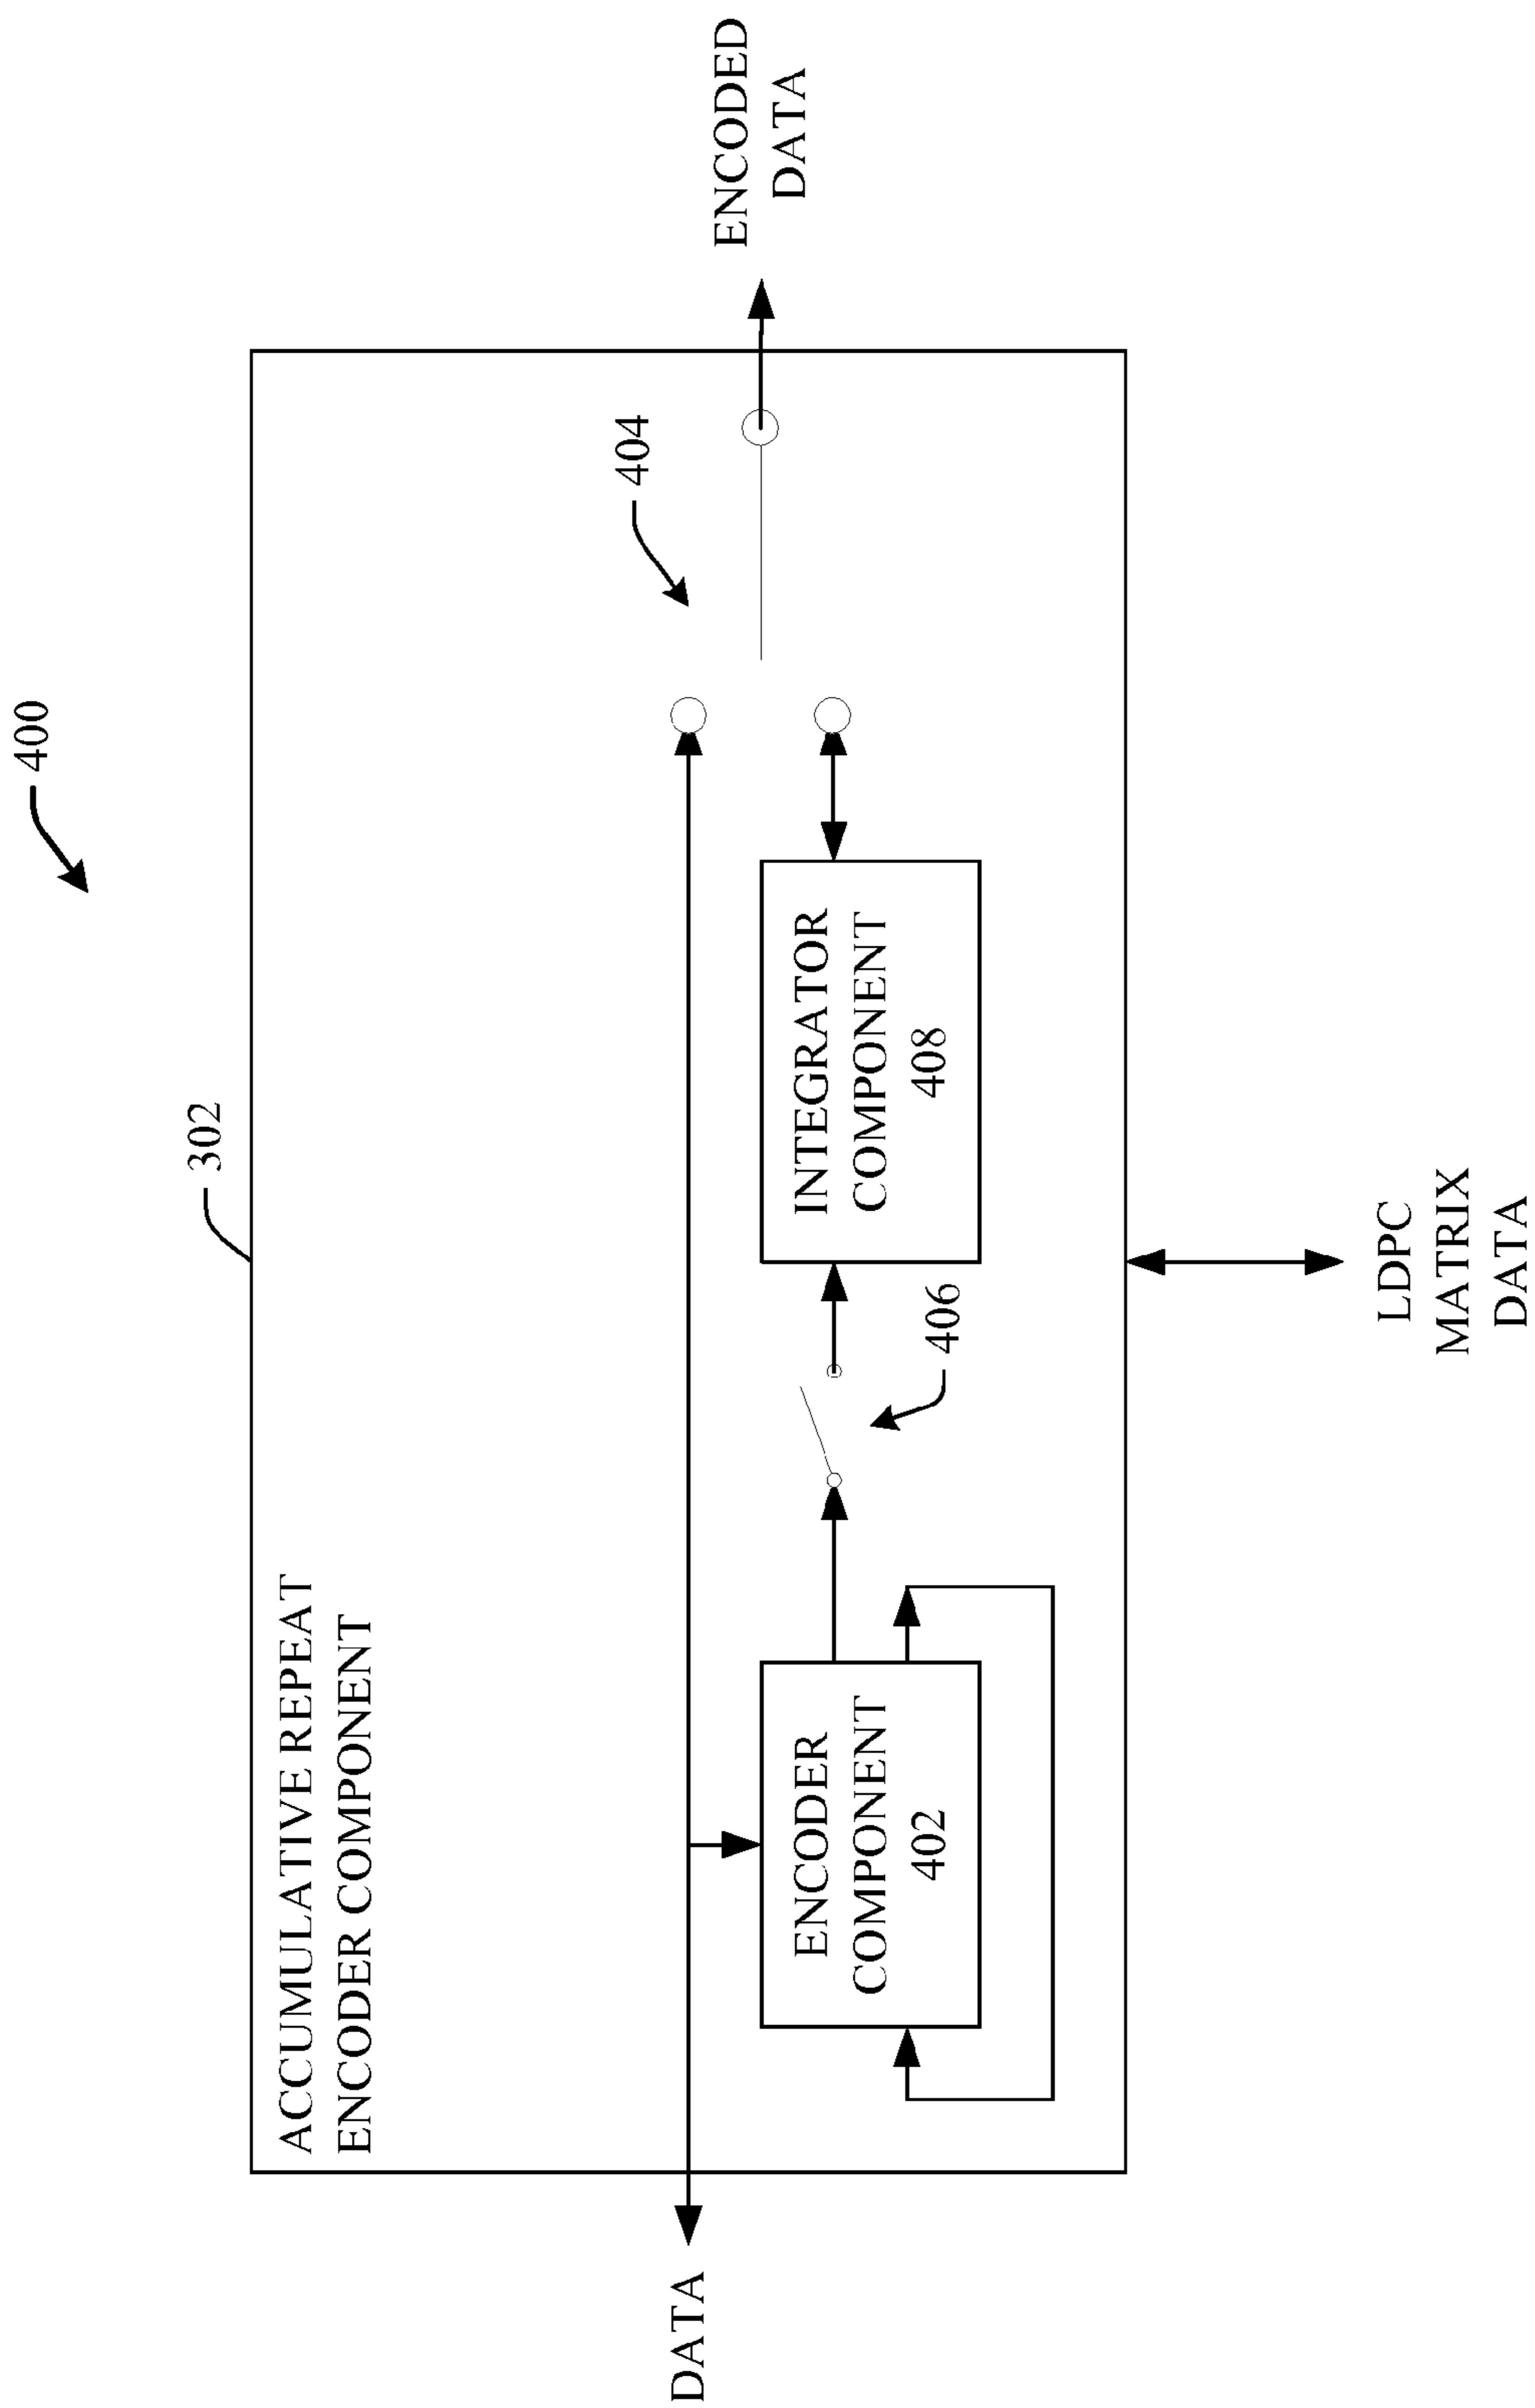 400
302
ACCUMULATIVE REPEAT
ENCODER COMPONENT
404
DATA
ENCODED
DATA
ENCODER
COMPONENT
402
406
INTEGRATOR
COMPONENT
408
LDPC
MATRIX
DATA